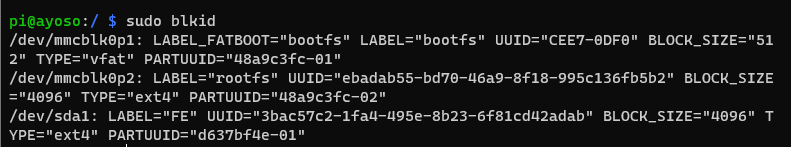 pi@ayoso:/ $ sudo blkid
/dev/mmcblk0p1: LABEL_FATBOOT="bootfs" LABEL="bootfs" UUID="CEE7-0DF0" BLOCK_SIZE="51
2" TYPE="vfat" PARTUUID="48a9c3fc-01"
/dev/mmcblk0p2: LABEL="rootfs" UUID="ebadab55-bd70-46a9-8f18-995c136fb5b2" BLOCK_SIZE
="4096" TYPE="ext4" PARTUUID="48a9c3fc-02"
/dev/sda1: LABEL="FE" UUID="3bac57c2-1fa4-495e-8b23-6f81cd42adab" BLOCK_SIZE="4096" T
YPE="ext4" PARTUUID="d637bf4e-01"